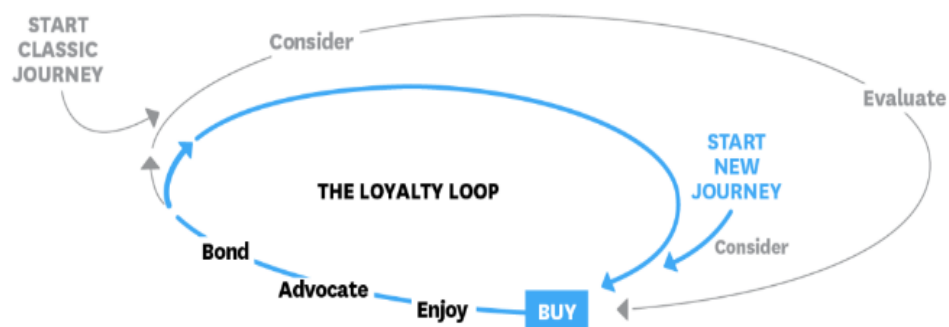 START
CLASSIC
JOURNEY
Consider
Evaluate
START
NEW
JOURNEY
THE LOYALTY LOOP
Consider
Bond
Advocate
Enjoy
BUY